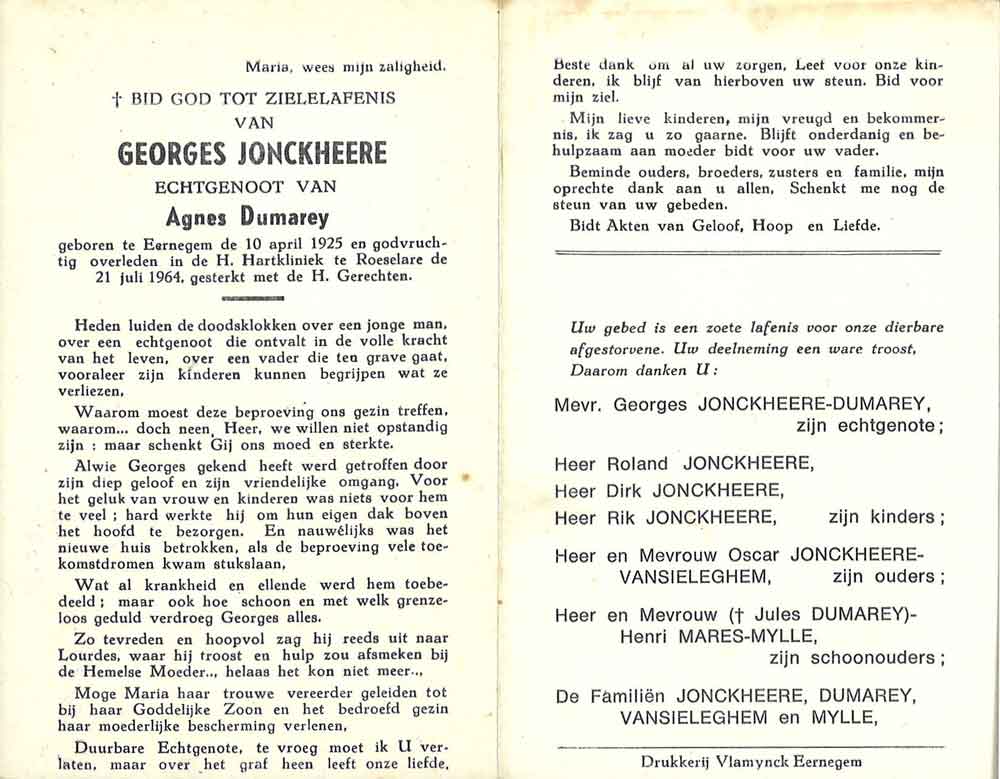 Maria, wees mijn zaligheid.
† BID GOD TOT ZIELELAFENIS
VAN
GEORGES JONCKHEERE
ECHTGENOOT VAN
Agnes Dumarey
geboren te Eernegem de 10 april 1925 en godvruch-
tig overleden in de H. Hartkliniek te Roeselare de
21 juli 1964, gesterkt met de H. Gerechten.
Heden luiden de doodsklokken over een jonge man,
over een echtgenoot die ontvalt in de volle kracht
van het leven, over een vader die ten grave gaat,
vooraleer zijn kinderen kunnen begrijpen wat ze
verliezen,
Waarom moest deze beproeving ons gezin treffen,
waarom... doch neen, Heer, we willen niet opstandig
zijn : maar schenkt Gij ons moed en sterkte.
Alwie Georges gekend heeft werd getroffen door
zijn diep geloof en zijn vriendelijke omgang. Voor
het geluk van vrouw en kinderen was niets voor hem
te veel ; hard werkte hij om hun eigen dak boven
het hoofd te bezorgen. En nauwélijks was het
nieuwe huis betrokken, als de beproeving vele toe-
komstdromen kwam stukslaan,
Wat al krankheid en ellende werd hem toebe-
deeld ; maar ook hoe schoon en met welk grenze-
loos geduld verdroeg Georges alles.
Zo tevreden en hoopvol zag hij reeds uit naar
Lourdes, waar hij troost en hulp zou afsmeken bij
de Hemelse Moeder.., helaas het kon niet meer..,
Moge Maria haar trouwe vereerder geleiden tot
bij haar Goddelijke Zoon en het bedroefd gezin
haar moederlijke bescherming verlenen,
Duurbare Echtgenote, te vroeg moet ik U ver-
laten, maar over het graf heen leeft onze liefde,
Beste dank om al uw zorgen, Leef voor onze kin-
deren, ik blijf van hierboven uw steun. Bid voor
mijn ziel.
Mijn lieve kinderen, mijn vreugd en bekommer-
nis, ik zag u zo gaarne. Blijft onderdanig en be-
hulpzaam aan moeder bidt voor uw vader.
Beminde ouders, broeders, zusters en familie, mijn
oprechte dank aan u allen, Schenkt me nog de
steun van uw gebeden.
Bidt Akten van Geloof, Hoop en Liefde.
Uw gebed is een zoete lafenis voor onze dierbare
afgestorvene. Uw deelneming een ware troost,
Daarom danken U :
Mevr. Georges JONCKHEERE-DUMAREY,
zijn echtgenote ;
Heer Roland JONCKHEERE,
Heer Dirk JONCKHEERE,
Heer Rik JONCKHEERE, zijn kinders ;
Heer en Mevrouw Oscar JONCKHEERE-
VANSIELEGHEM, zijn ouders ;
Heer en Mevrouw († Jules DUMAREY)-
Henri MARES-MYLLE,
zijn schoonouders ;
De Familiën JONCKHEERE, DUMAREY,
VANSIELEGHEM en MYLLE,
Drukkerij Vlamynck Eernegem